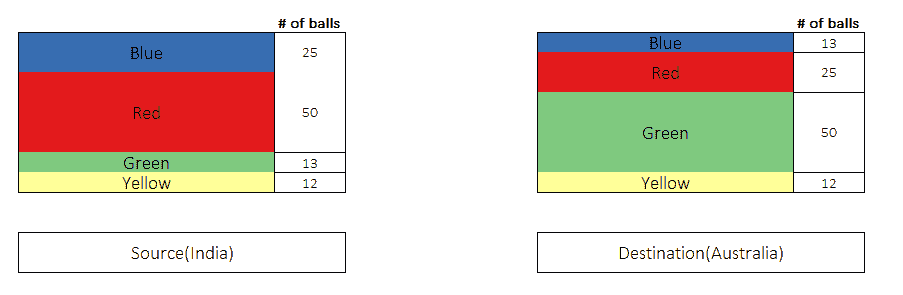 # of balls
Blue 25
Red 50
Green 13
Yellow 12
Source(India)
# of balls
Blue 13
Red 25
Green 50
Yellow 12
Destination(Australia)